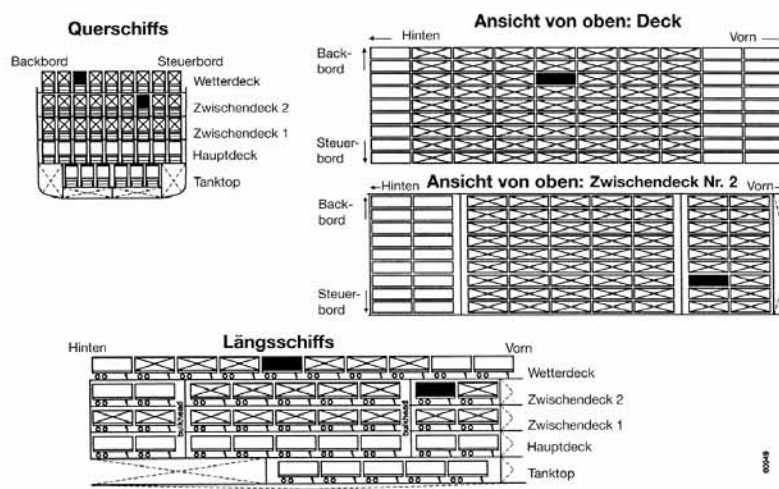 Querschiffs
Backbord Steuerbord
Wetterdeck
Zwischendeck 2
Zwischendeck 1
Hauptdeck
Tanktop
Ansicht von oben: Deck
Hinten Vorn
Back-
bord
Steuer-
bord
Hinten Ansicht von oben: Zwischendeck Nr. 2 Vorn
Back-
bord
Steuer-
bord
Längsschiffs
Hinten Vorn
Wetterdeck
Zwischendeck 2
bulkhead bulkhead
Zwischendeck 1
Hauptdeck
Tanktop
60049